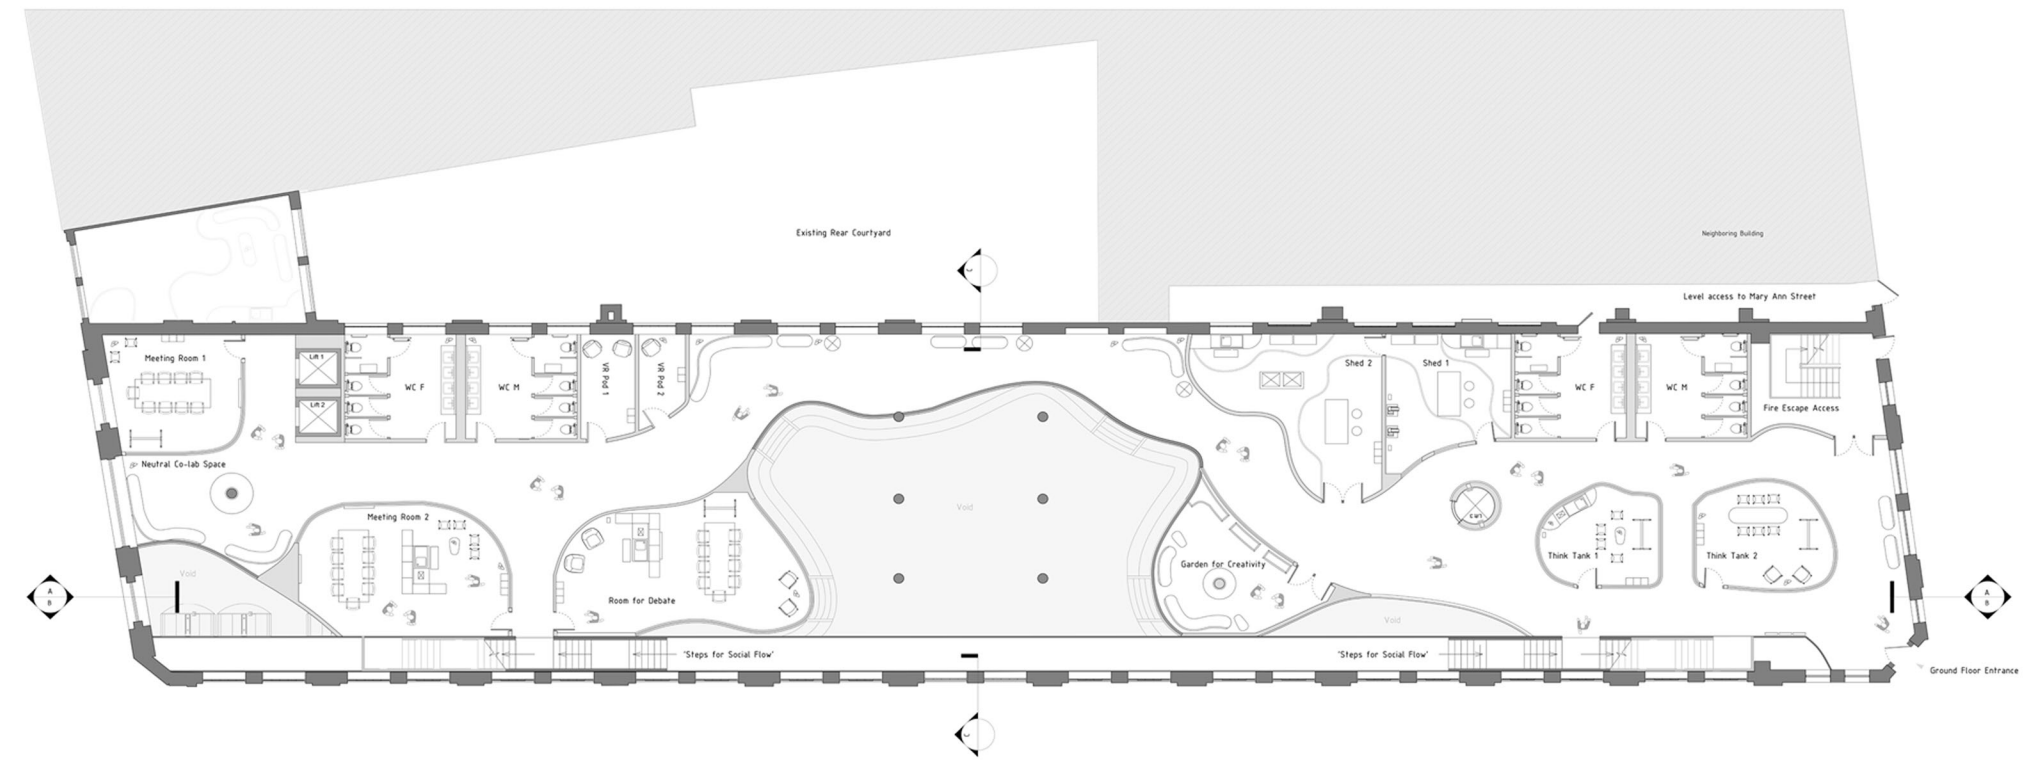 Existing Rear Courtyard
Neighboring Building
Level access to Mary Ann Street
Meeting Room 1
Lift 1
Lift 2
WC F
WC M
VR Pod 1
VR Pod 2
Shed 2
Shed 1
WC F
WC M
Fire Escape Access
Neutral Co-lab Space
Meeting Room 2
Void
Room for Debate
Void
Garden for Creativity
Think Tank 1
Think Tank 2
Void
A
B
A
B
'Steps for Social Flow'
'Steps for Social Flow'
Ground Floor Entrance